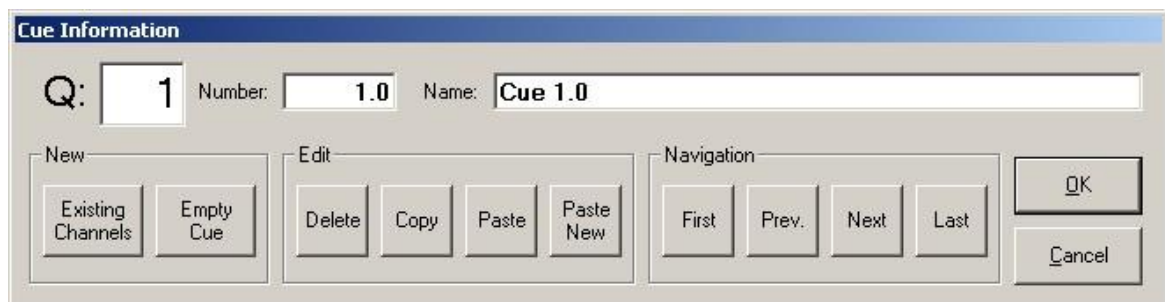 Cue Information
Q: 1 Number: 1.0 Name: Cue 1.0
New
Existing
Channels
Empty
Cue
Edit
Delete
Copy
Paste
Paste
New
Navigation
First
Prev.
Next
Last
OK
Cancel